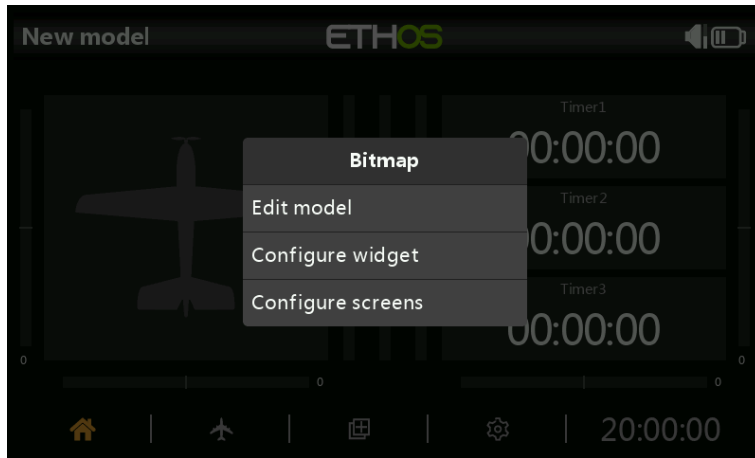 New model
ETHOS
Timer1
00:00:00
Bitmap
Edit model
Configure widget
Configure screens
Timer2
00:00:00
Timer3
00:00:00
0
0
0
0
20:00:00